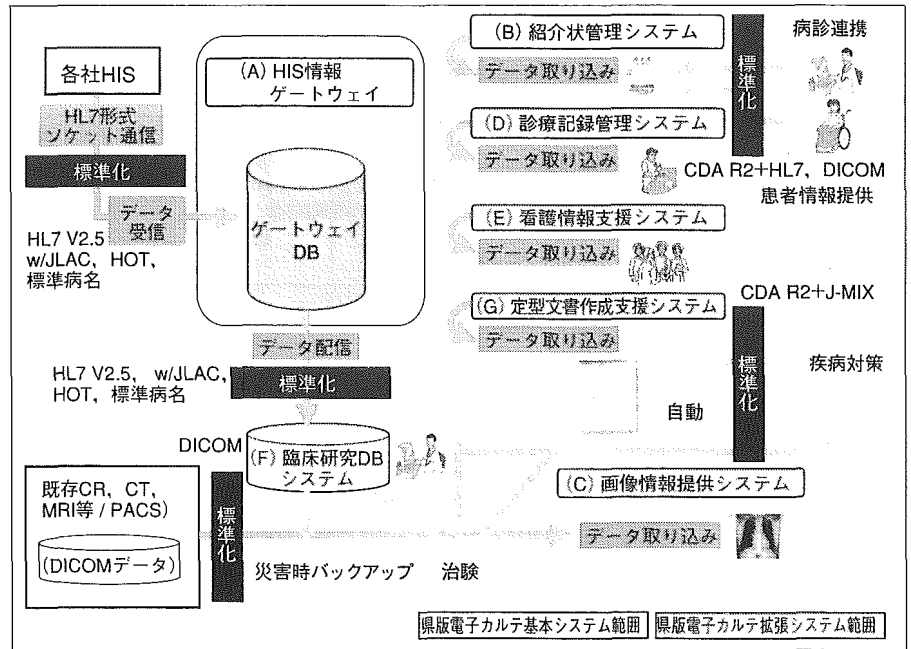 各社HIS
HL7形式
ソケット通信
標準化
データ
受信
HL7 V2.5
w/JLAC, HOT,
標準病名
(A) HIS情報
ゲートウェイ
ゲートウェイ
DB
データ配信
HL7 V2.5, w/JLAC,
HOT, 標準病名
標準化
(F) 臨床研究DB
システム
DICOM
既存CR, CT,
MRI等 / PACS)
(DICOMデータ)
標準化
災害時バックアップ 治験
(B) 紹介状管理システム
データ取り込み
(D) 診療記録管理システム
データ取り込み
標準化
病診連携
CDA R2+HL7, DICOM
患者情報提供
(E) 看護情報支援システム
データ取り込み
(G) 定型文書作成支援システム
データ取り込み
CDA R2+J-MIX
標準化
疾病対策
自動
(C) 画像情報提供システム
データ取り込み
県版電子カルテ基本システム範囲
県版電子カルテ拡張システム範囲